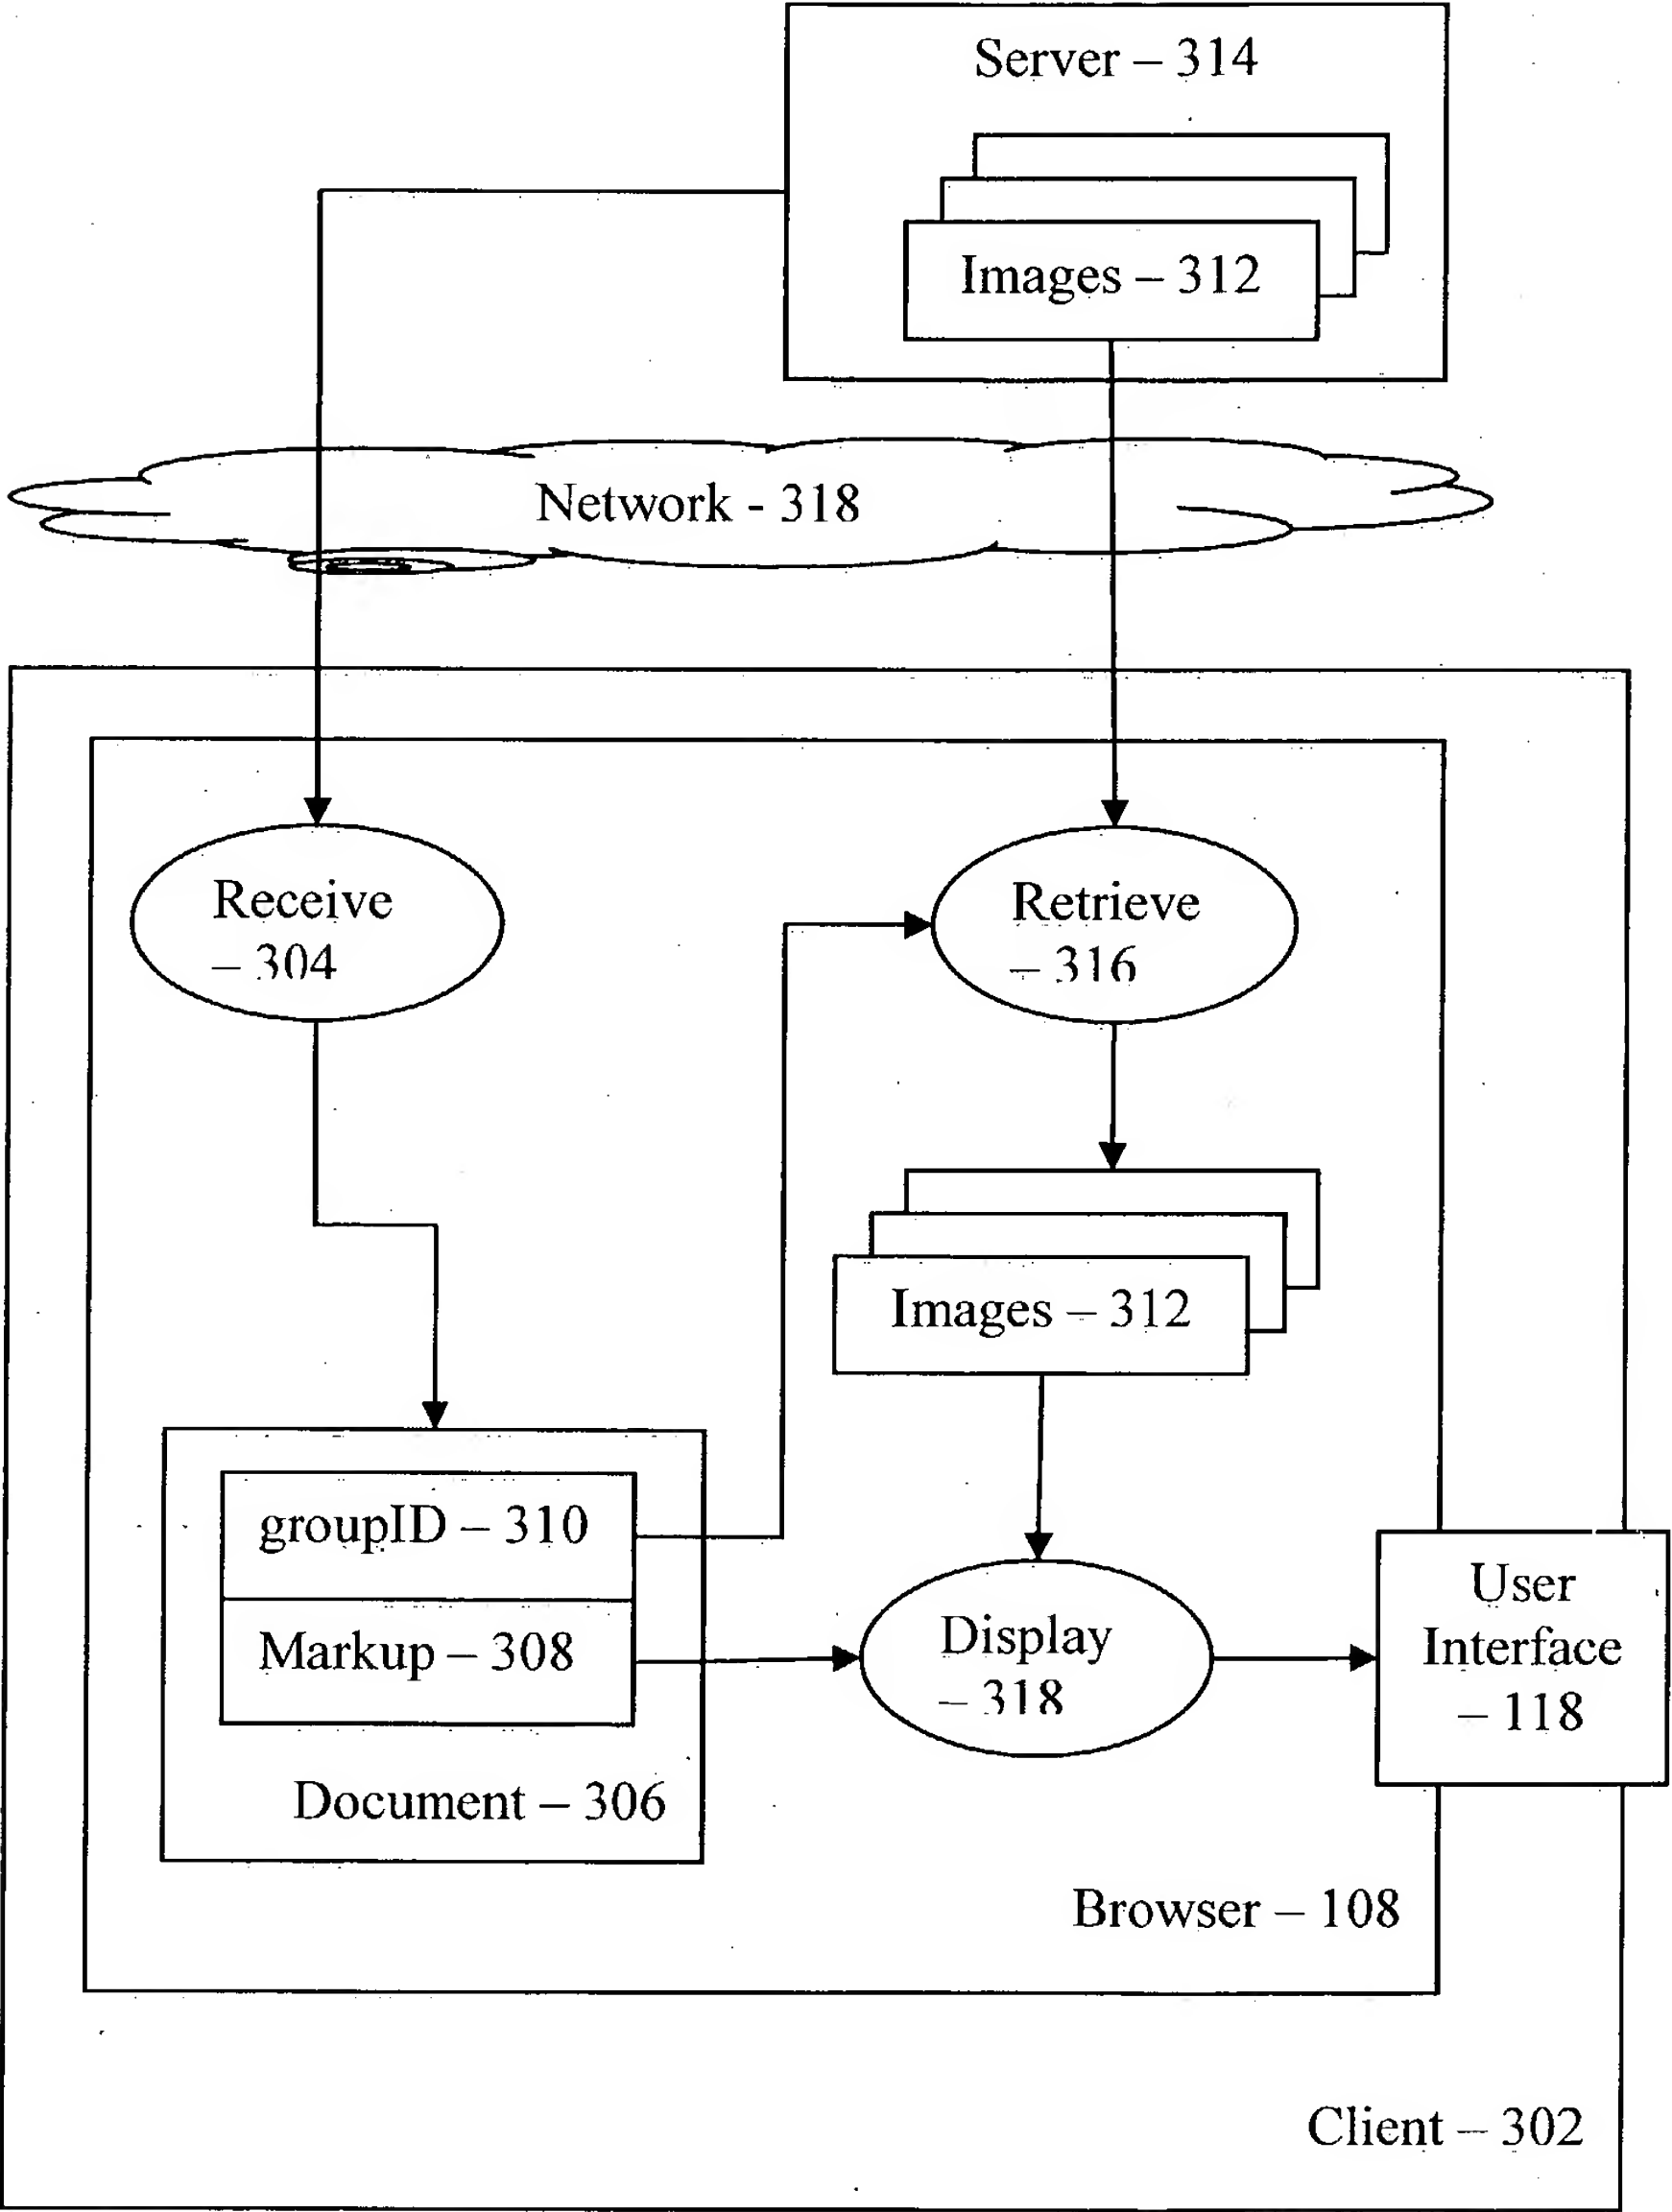 Server – 314
Images – 312
Network - 318
Receive
– 304
Retrieve
– 316
Images – 312
groupID – 310
Markup – 308
Document – 306
Display
– 318
User
Interface
– 118
Browser – 108
Client – 302